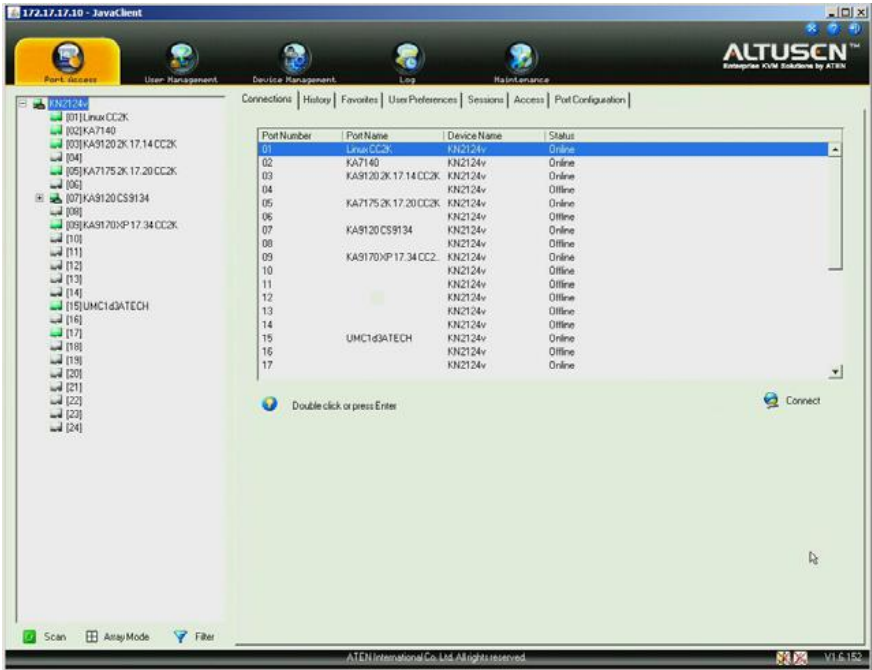 172.17.17.10 - JavaClient
ALTUSEN™
Enterprise KVM Solutions by ATEN
Port Access
User Management
Device Management
Log
Maintenance
KN2124v
[01]Linux CC2K
[02]KA7140
[03]KA9120 2K 17.14 CC2K
[04]
[05]KA7175 2K 17.20 CC2K
[06]
[07]KA9120 CS9134
[08]
[09]KA9170XP 17.34 CC2K
[10]
[11]
[12]
[13]
[14]
[15]UMC1d3ATECH
[16]
[17]
[18]
[19]
[20]
[21]
[22]
[23]
[24]
Scan Array Mode Filter
Connections History Favorites User Preferences Sessions Access Port Configuration
Port Number Port Name Device Name Status
01 Linux CC2K KN2124v Online
02 KA7140 KN2124v Online
03 KA9120 2K 17.14 CC2K KN2124v Online
04 KN2124v Offline
05 KA7175 2K 17.20 CC2K KN2124v Online
06 KN2124v Offline
07 KA9120 CS9134 KN2124v Online
08 KN2124v Offline
09 KA9170XP 17.34 CC2... KN2124v Online
10 KN2124v Offline
11 KN2124v Offline
12 KN2124v Offline
13 KN2124v Offline
14 KN2124v Offline
15 UMC1d3ATECH KN2124v Online
16 KN2124v Offline
17 KN2124v Online
Double click or press Enter
Connect
ATEN International Co. Ltd. All rights reserved.
V1.6.152